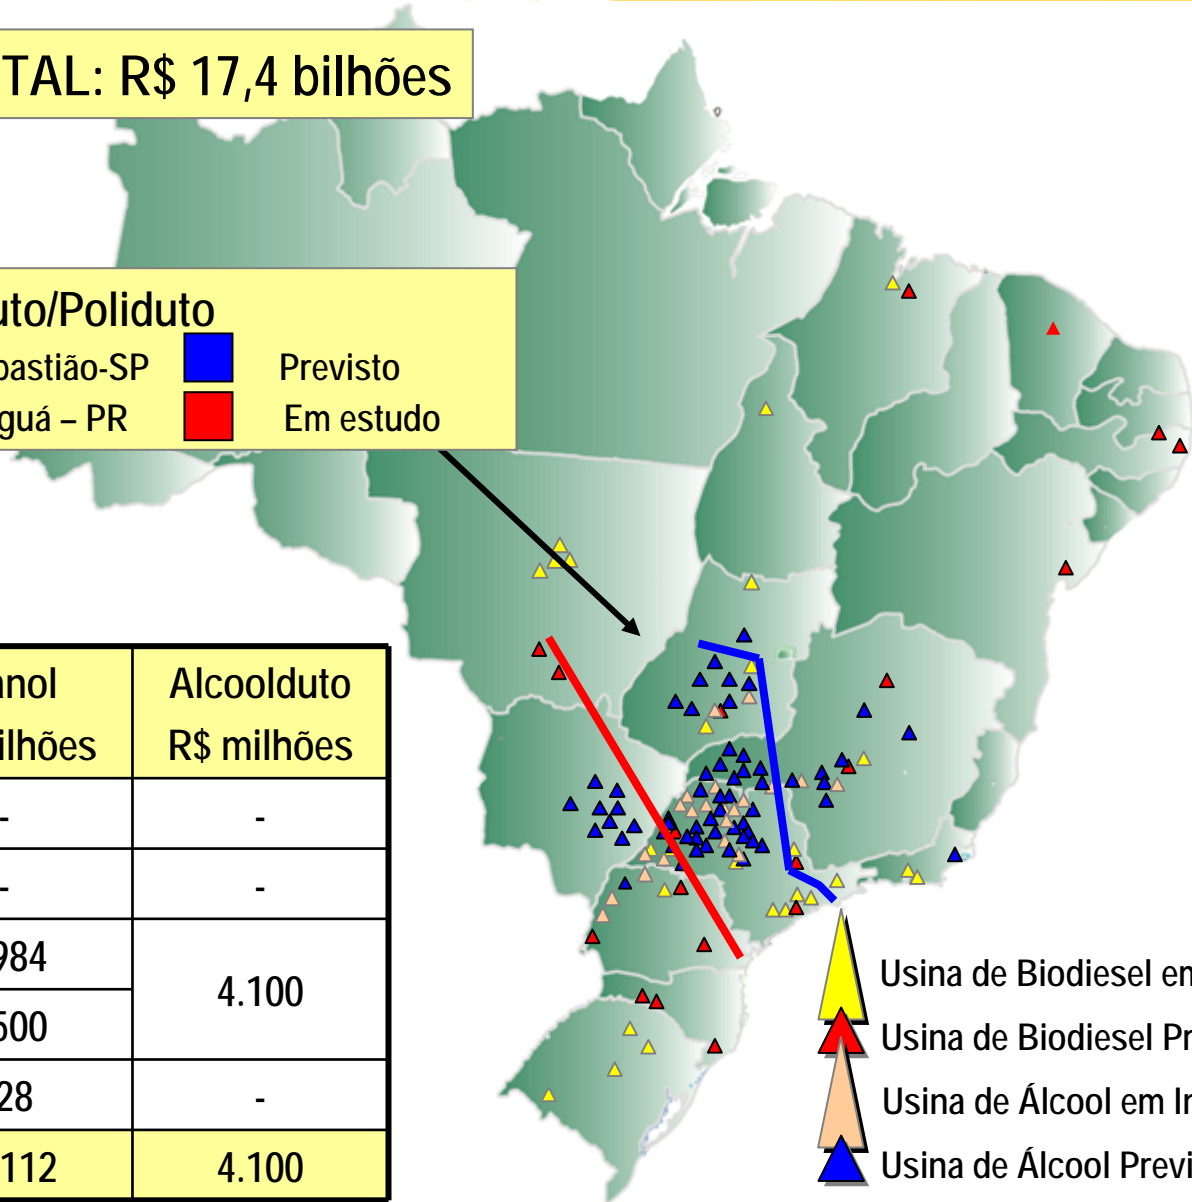 TAL: R$ 17,4 bilhões
uto/Poliduto
bastião-SP Previsto
guá – PR Em estudo
nol Alcoolduto
ilhões R$ milhões
- -
- -
984
4.100
500
28 -
112 4.100
Usina de Biodiesel em
Usina de Biodiesel Pr
Usina de Álcool em In
Usina de Álcool Previ